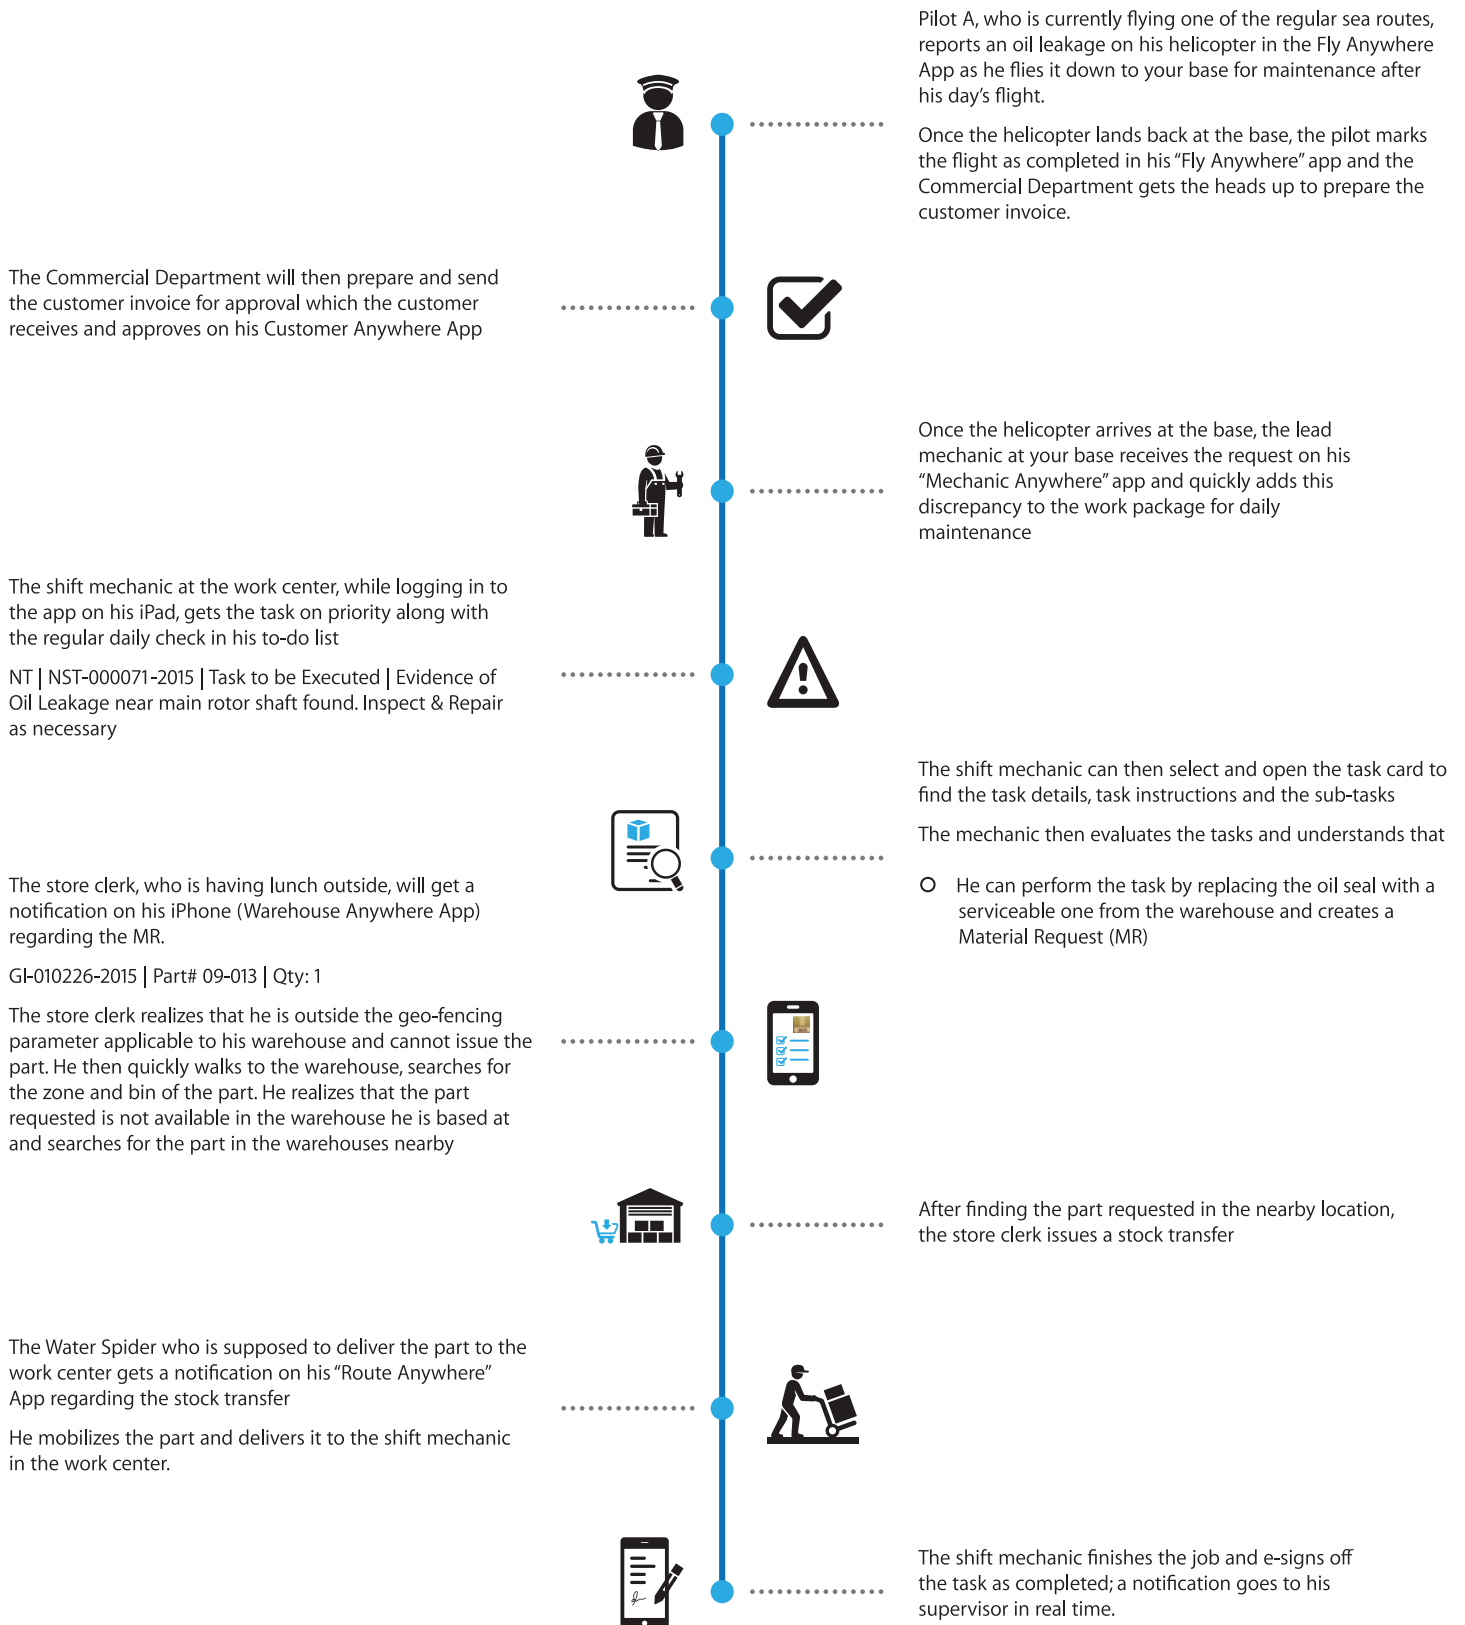 Pilot A, who is currently flying one of the regular sea routes,
reports an oil leakage on his helicopter in the Fly Anywhere
App as he flies it down to your base for maintenance after
his day's flight.
Once the helicopter lands back at the base, the pilot marks
the flight as completed in his “Fly Anywhere” app and the
Commercial Department gets the heads up to prepare the
customer invoice.
The Commercial Department will then prepare and send
the customer invoice for approval which the customer
receives and approves on his Customer Anywhere App
Once the helicopter arrives at the base, the lead
mechanic at your base receives the request on his
“Mechanic Anywhere” app and quickly adds this
discrepancy to the work package for daily
maintenance
The shift mechanic at the work center, while logging in to
the app on his iPad, gets the task on priority along with
the regular daily check in his to-do list
NT | NST-000071-2015 | Task to be Executed | Evidence of
Oil Leakage near main rotor shaft found. Inspect & Repair
as necessary
The shift mechanic can then select and open the task card to
find the task details, task instructions and the sub-tasks
The mechanic then evaluates the tasks and understands that
He can perform the task by replacing the oil seal with a
serviceable one from the warehouse and creates a
Material Request (MR)
The store clerk, who is having lunch outside, will get a
notification on his iPhone (Warehouse Anywhere App)
regarding the MR.
GI-010226-2015 | Part# 09-013 | Qty: 1
The store clerk realizes that he is outside the geo-fencing
parameter applicable to his warehouse and cannot issue the
part. He then quickly walks to the warehouse, searches for
the zone and bin of the part. He realizes that the part
requested is not available in the warehouse he is based at
and searches for the part in the warehouses nearby
After finding the part requested in the nearby location,
the store clerk issues a stock transfer
The Water Spider who is supposed to deliver the part to the
work center gets a notification on his “Route Anywhere”
App regarding the stock transfer
He mobilizes the part and delivers it to the shift mechanic
in the work center.
The shift mechanic finishes the job and e-signs off
the task as completed; a notification goes to his
supervisor in real time.